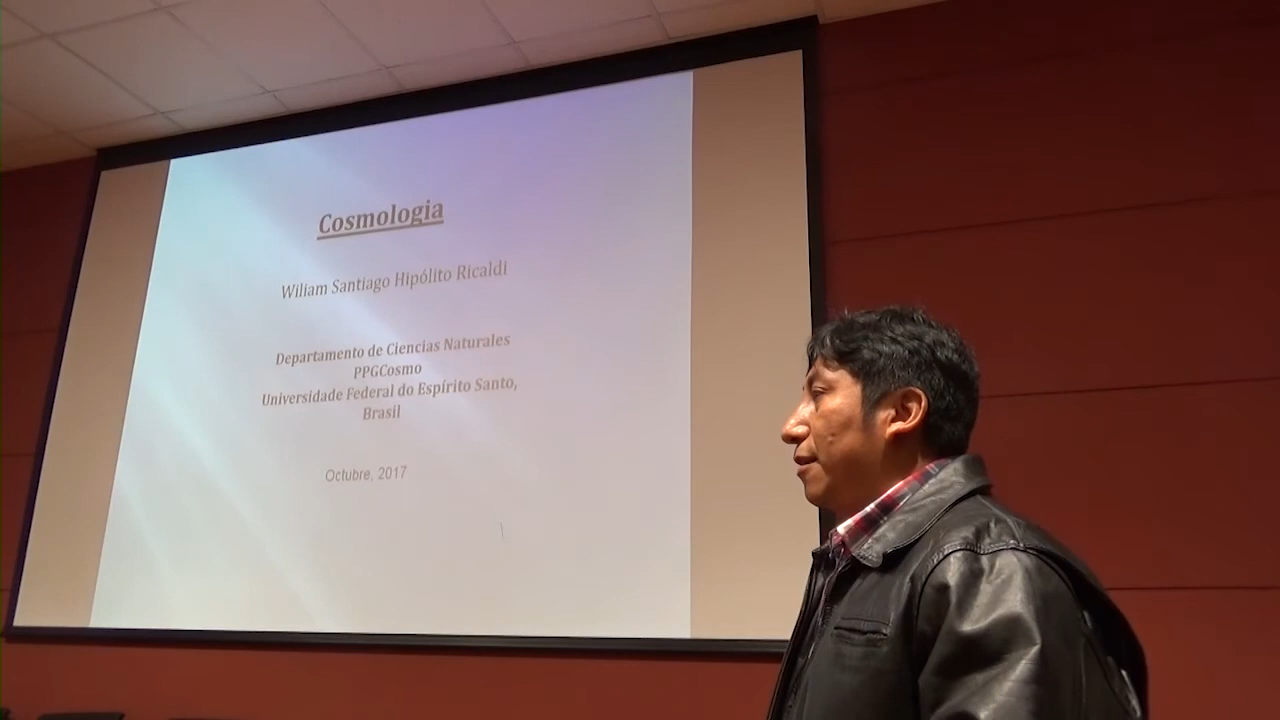 Cosmologia
Wiliam Santiago Hipólito Ricaldi
Departamento de Ciencias Naturales
PPGCosmo
Universidade Federal do Espírito Santo,
Brasil
Octubre, 2017